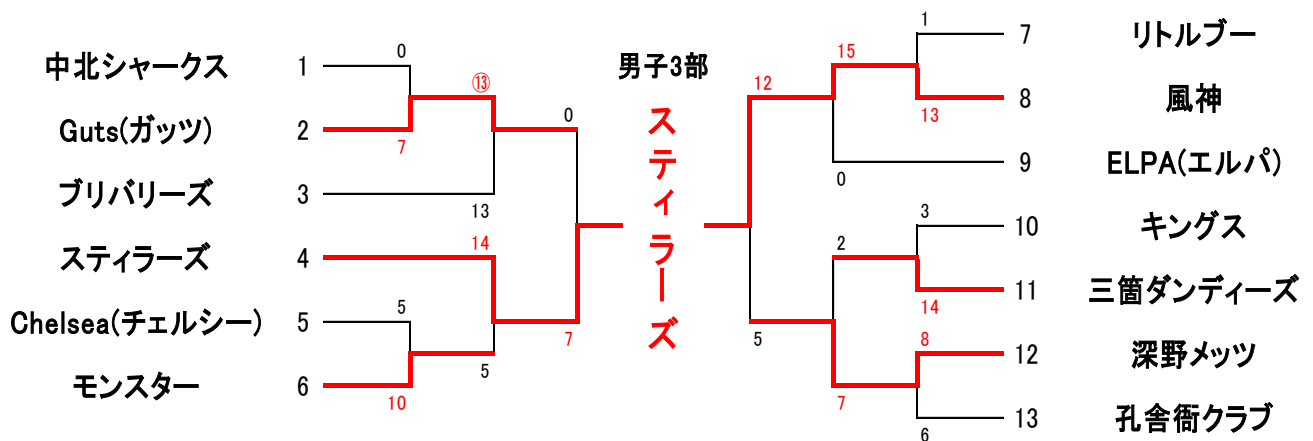 男子3部
スティラーズ
0
中北シャークス 1
⑬
Guts(ガッツ) 2
7
0
ブリバリーズ 3
13
14
スティラーズ 4
5
Chelsea(チェルシー) 5
7
5
モンスター 6
10
1
7 リトルブー
15
12
8 風神
13
9 ELPA(エルパ)
0
3
10 キングス
2
11 三箇ダンディーズ
14
5
8
12 深野メッツ
7
13 孔舎衙クラブ
6